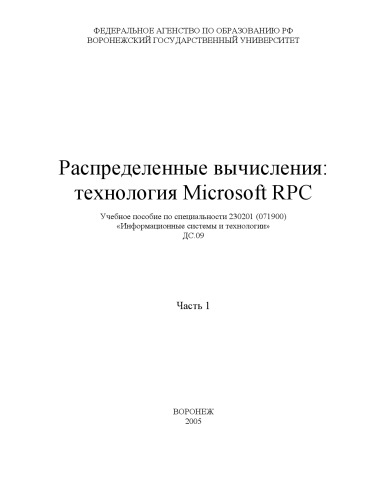 ФЕДЕРАЛЬНОЕ АГЕНСТВО ПО ОБРАЗОВАНИЮ РФ
ВОРОНЕЖСКИЙ ГОСУДАРСТВЕННЫЙ УНИВЕРСИТЕТ
Распределенные вычисления:
технология Microsoft RPC
Учебное пособие по специальности 230201 (071900)
«Информационные системы и технологии»
ДС.09
Часть 1
ВОРОНЕЖ
2005